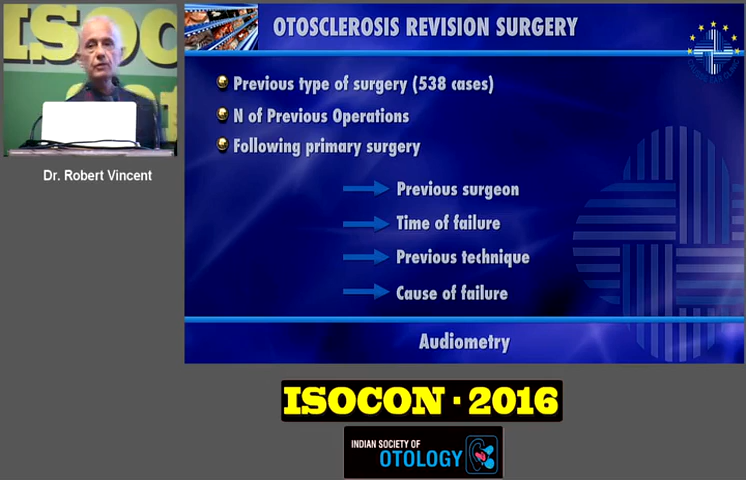 ISOCON
OTOSCLEROSIS REVISION SURGERY
Previous type of surgery (538 cases)
N of Previous Operations
Following primary surgery
Dr. Robert Vincent
Previous surgeon
Time of failure
Previous technique
Cause of failure
Audiometry
ISOCON · 2016
INDIAN SOCIETY OF
OTOLOGY